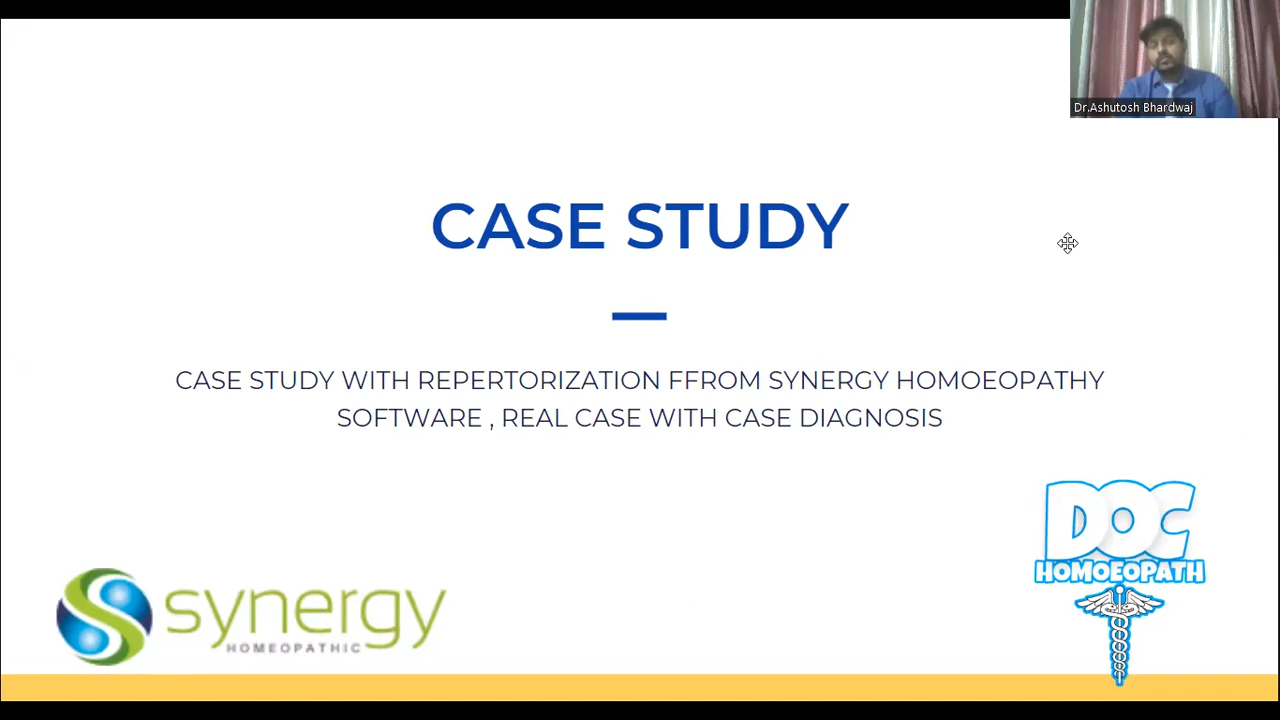 Dr.Ashutosh Bhardwaj
CASE STUDY
CASE STUDY WITH REPERTORIZATION FFROM SYNERGY HOMOEOPATHY
SOFTWARE , REAL CASE WITH CASE DIAGNOSIS
DOC
HOMOEOPATH
synergy
HOMEOPATHIC